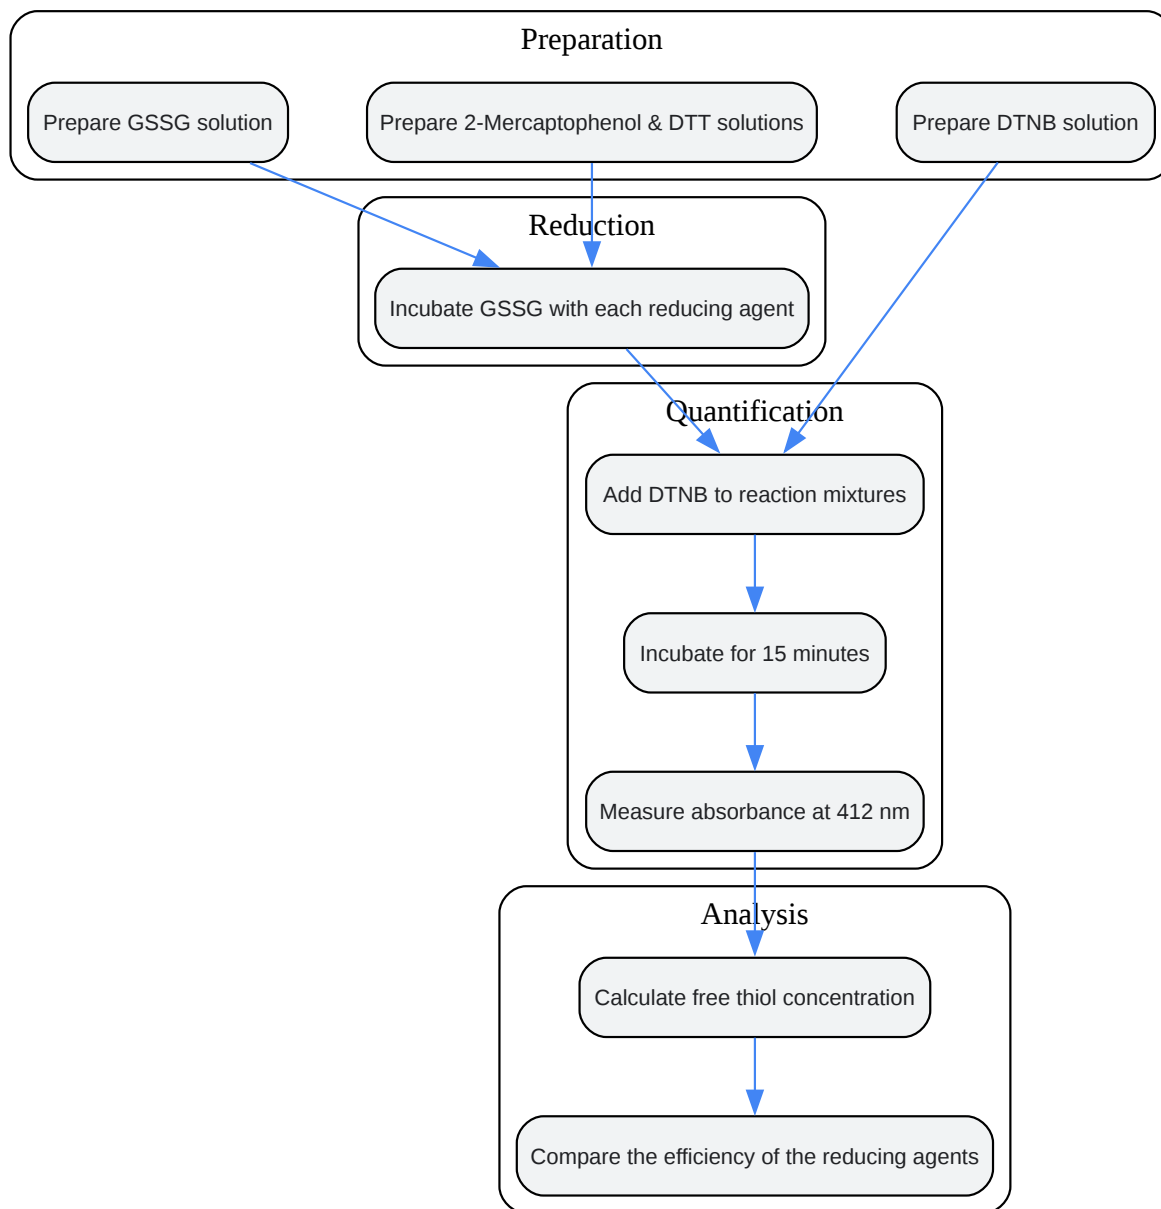 Preparation
Prepare GSSG solution
Prepare 2-Mercaptophenol & DTT solutions
Prepare DTNB solution
Reduction
Incubate GSSG with each reducing agent
Quantification
Add DTNB to reaction mixtures
Incubate for 15 minutes
Measure absorbance at 412 nm
Analysis
Calculate free thiol concentration
Compare the efficiency of the reducing agents